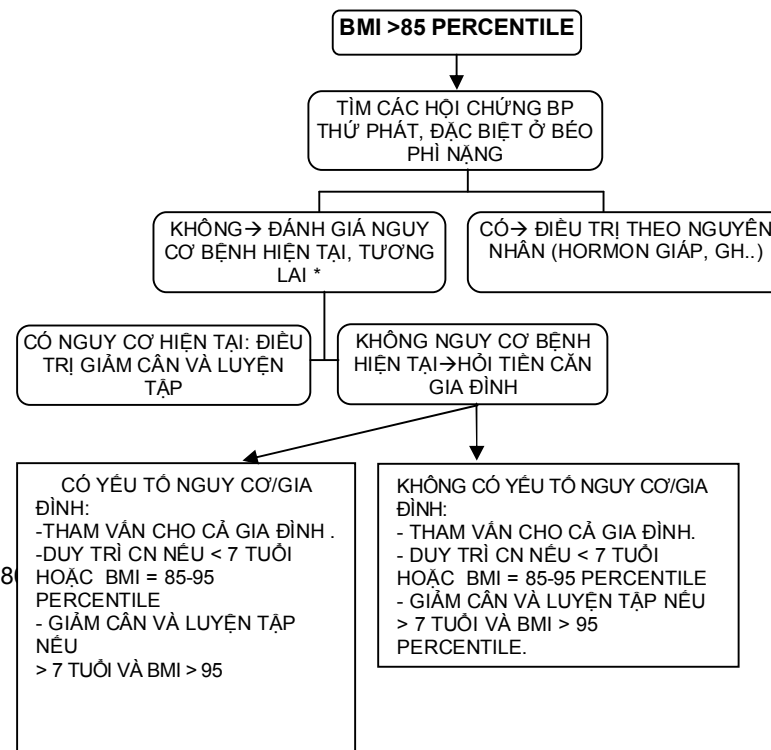 BMI >85 PERCENTILE
TÌM CÁC HỘI CHỨNG BP
THỨ PHÁT, ĐẶC BIỆT Ở BÉO
PHÌ NẶNG
KHÔNG→ ĐÁNH GIÁ NGUY
CƠ BỆNH HIỆN TẠI, TƯƠNG
LAI *
CÓ→ ĐIỀU TRỊ THEO NGUYÊN
NHÂN (HORMON GIÁP, GH..)
CÓ NGUY CƠ HIỆN TẠI: ĐIỀU
TRỊ GIẢM CÂN VÀ LUYỆN
TẬP
KHÔNG NGUY CƠ BỆNH
HIỆN TẠI→HỎI TIỀN CĂN
GIA ĐÌNH
CÓ YẾU TỐ NGUY CƠ/GIA
ĐÌNH:
-THAM VẤN CHO CẢ GIA ĐÌNH .
-DUY TRÌ CN NẾU < 7 TUỔI
HOẶC BMI = 85-95
PERCENTILE
- GIẢM CÂN VÀ LUYỆN TẬP
NẾU
> 7 TUỔI VÀ BMI > 95
KHÔNG CÓ YẾU TỐ NGUY CƠ/GIA
ĐÌNH:
- THAM VẤN CHO CẢ GIA ĐÌNH.
- DUY TRÌ CN NẾU < 7 TUỔI
HOẶC BMI = 85-95 PERCENTILE
- GIẢM CÂN VÀ LUYỆN TẬP NẾU
> 7 TUỔI VÀ BMI > 95
PERCENTILE.